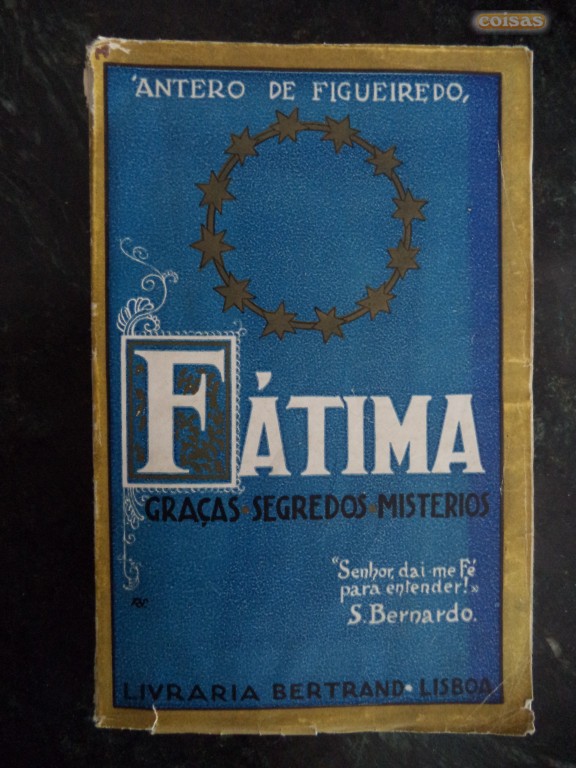 coisas
ANTERO DE FIGUEIREDO,
FÁTIMA
GRAÇAS·SEGREDOS·MISTERIOS
"Senhor, dai-me Fé
para entender!»
S. Bernardo.
LIVRARIA BERTRAND·LISBOA